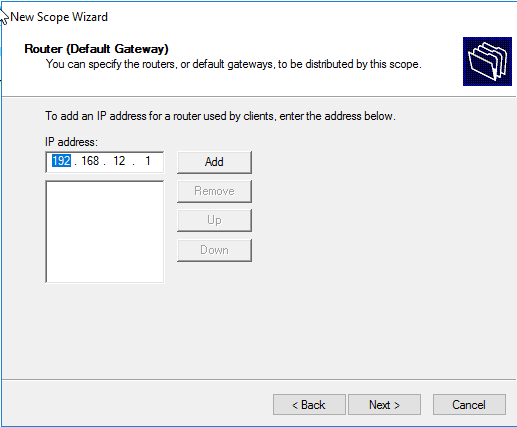 New Scope Wizard
Router (Default Gateway)
You can specify the routers, or default gateways, to be distributed by this scope.
To add an IP address for a router used by clients, enter the address below.
IP address:
192 . 168 . 12 . 1
Add
Remove
Up
Down
< Back
Next >
Cancel